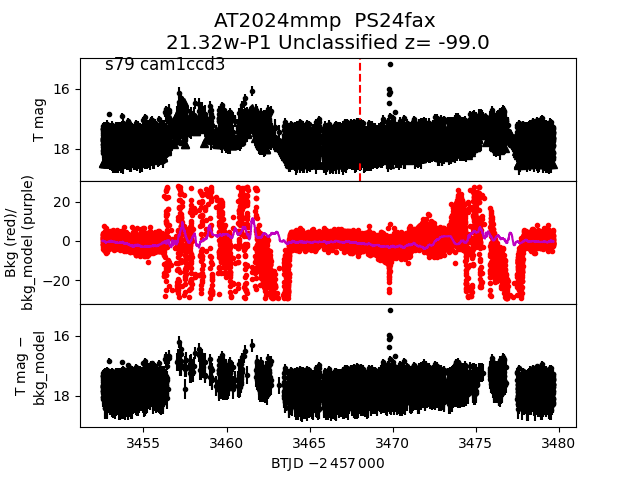 AT2024mmp  PS24fax
21.32w-P1 Unclassified z= -99.0
s79 cam1ccd3
T mag
16
18
Bkg (red)/
bkg_model (purple)
20
0
−20
T mag −
bkg_model
16
18
3455
3460
3465
3470
3475
3480
BTJD −2 457 000